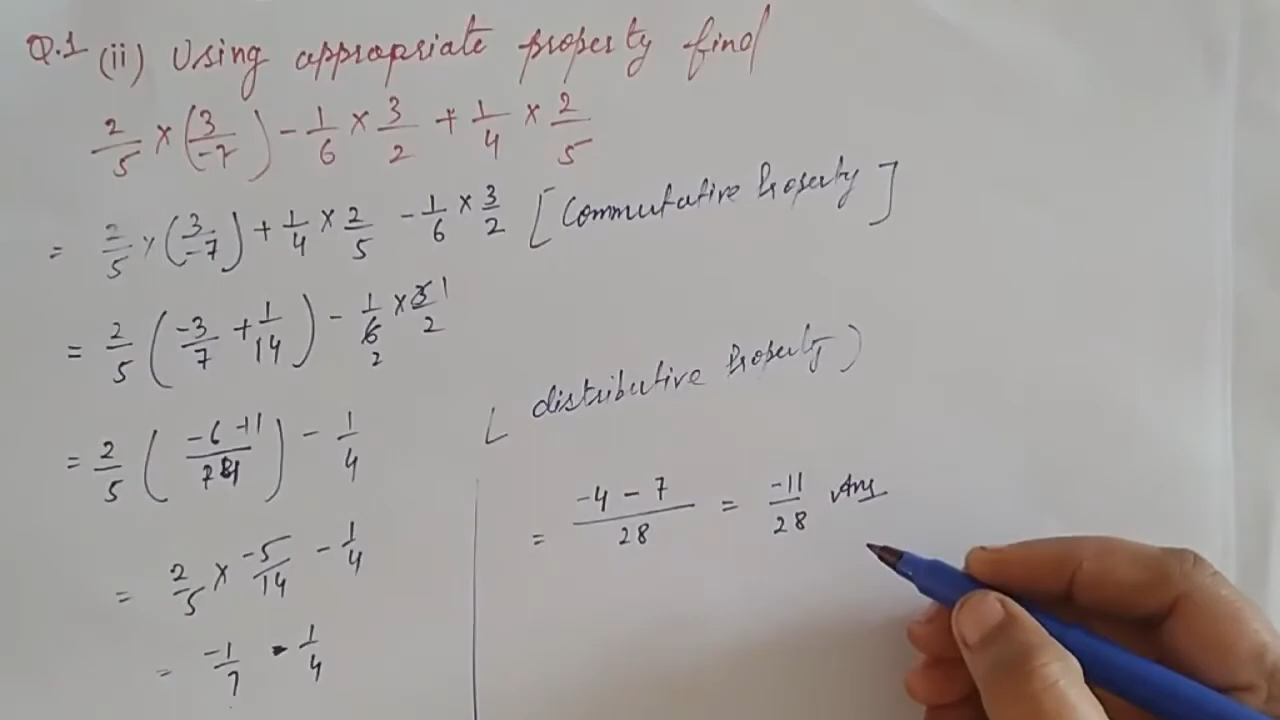 Q.1 (ii) Using appropriate property find
2/5 × (3/-7) - 1/6 × 3/2 + 1/4 × 2/5
= 2/5 × (3/-7) + 1/4 × 2/5 - 1/6 × 3/2 [Commutative Property]
= 2/5 (-3/7 + 1/14) - 1/6 × 3/2 2 1
[distributive Property)
= 2/5 ( ) - 1/4
= 2/5 × -5/14 - 1/4
= -1/7 - 1/4
= -4 - 7/28 = -11/28 Ans